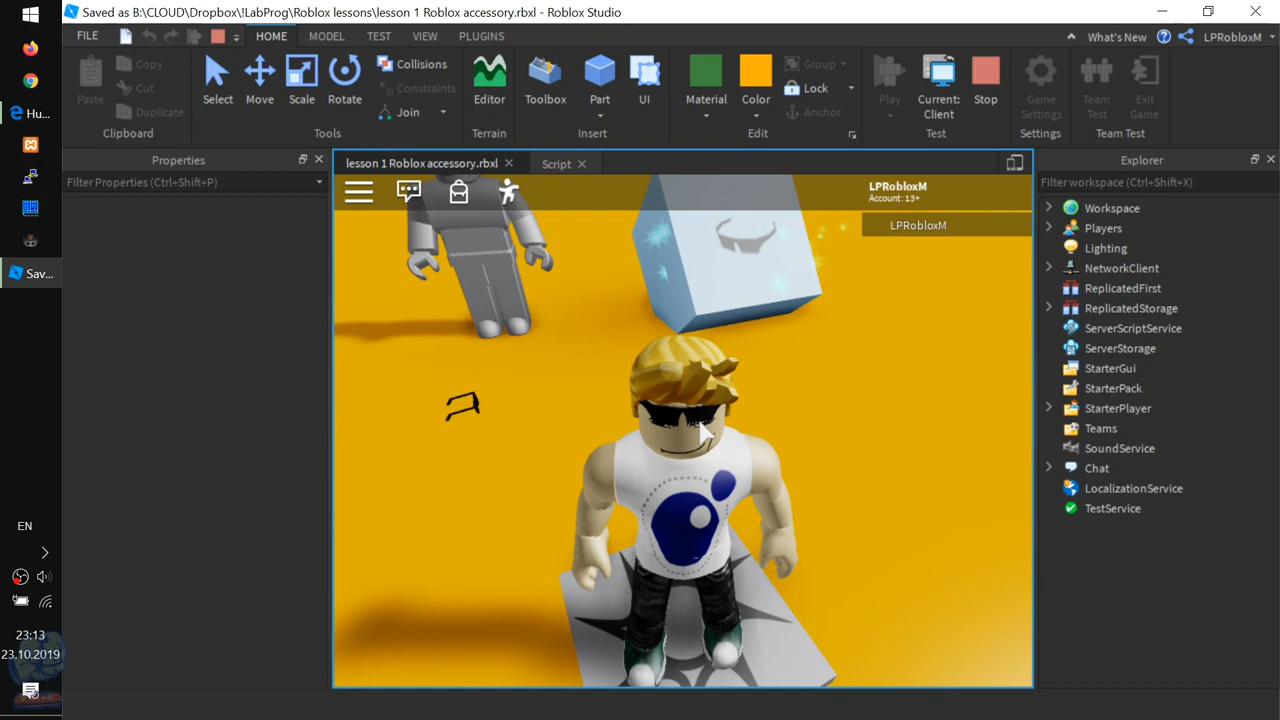 Saved as B:\CLOUD\Dropbox\!LabProg\Roblox lessons\lesson 1 Roblox accessory.rbxl - Roblox Studio
FILE HOME MODEL TEST VIEW PLUGINS What's New LPRobloxM
Paste Copy Cut Duplicate
Select Move Scale Rotate Collisions Constraints Join
Editor Toolbox Part UI
Material Color Group Lock Anchor
Play Current: Client Stop
Game Settings Team Test Exit Game
Clipboard Tools Terrain Insert Edit Test Settings Team Test
Properties
Filter Properties (Ctrl+Shift+P)
lesson 1 Roblox accessory.rbxl Script
LPRobloxM
Account: 13+
LPRobloxM
Explorer
Filter workspace (Ctrl+Shift+X)
Workspace
Players
Lighting
NetworkClient
ReplicatedFirst
ReplicatedStorage
ServerScriptService
ServerStorage
StarterGui
StarterPack
StarterPlayer
Teams
SoundService
Chat
LocalizationService
TestService
Hu...
Sav...
EN
23:13
23.10.2019